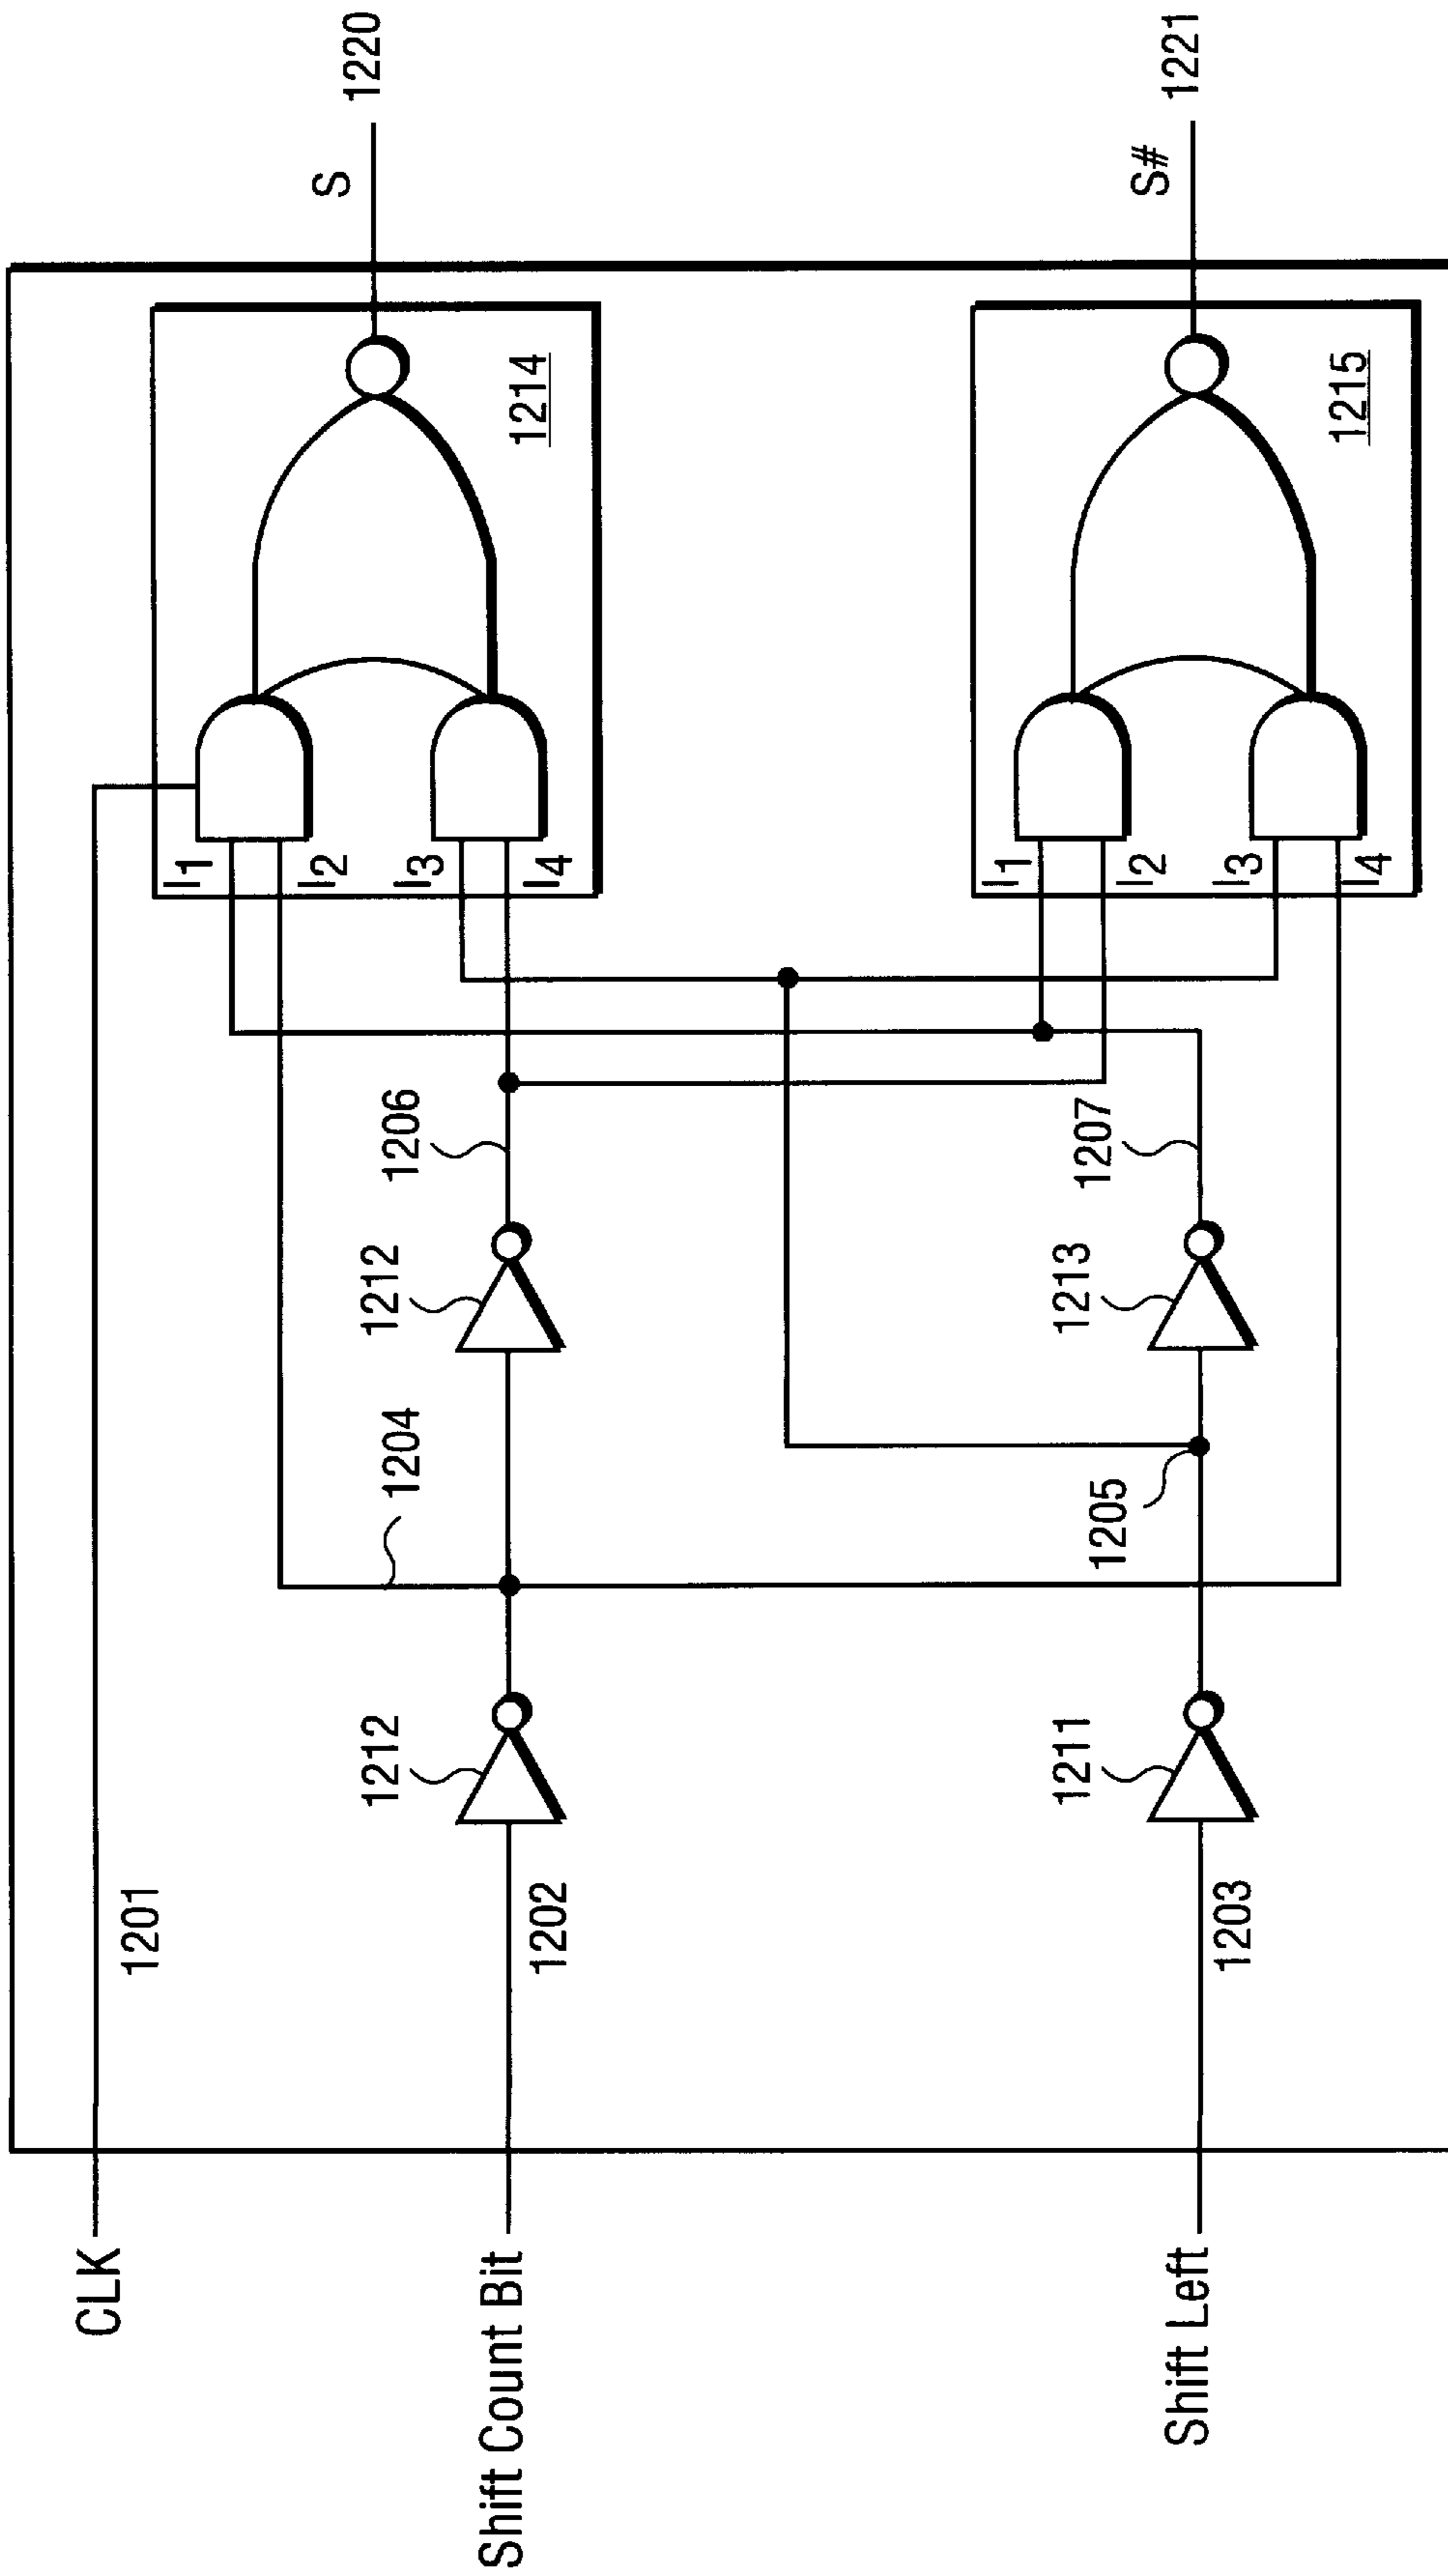 CLK
1201
Shift Count Bit
1202
1212
1204
1212
1206
Shift Left
1203
1211
1205
1213
1207
I1
I2
I3
I4
1214
S
1220
I1
I2
I3
I4
1215
S#
1221